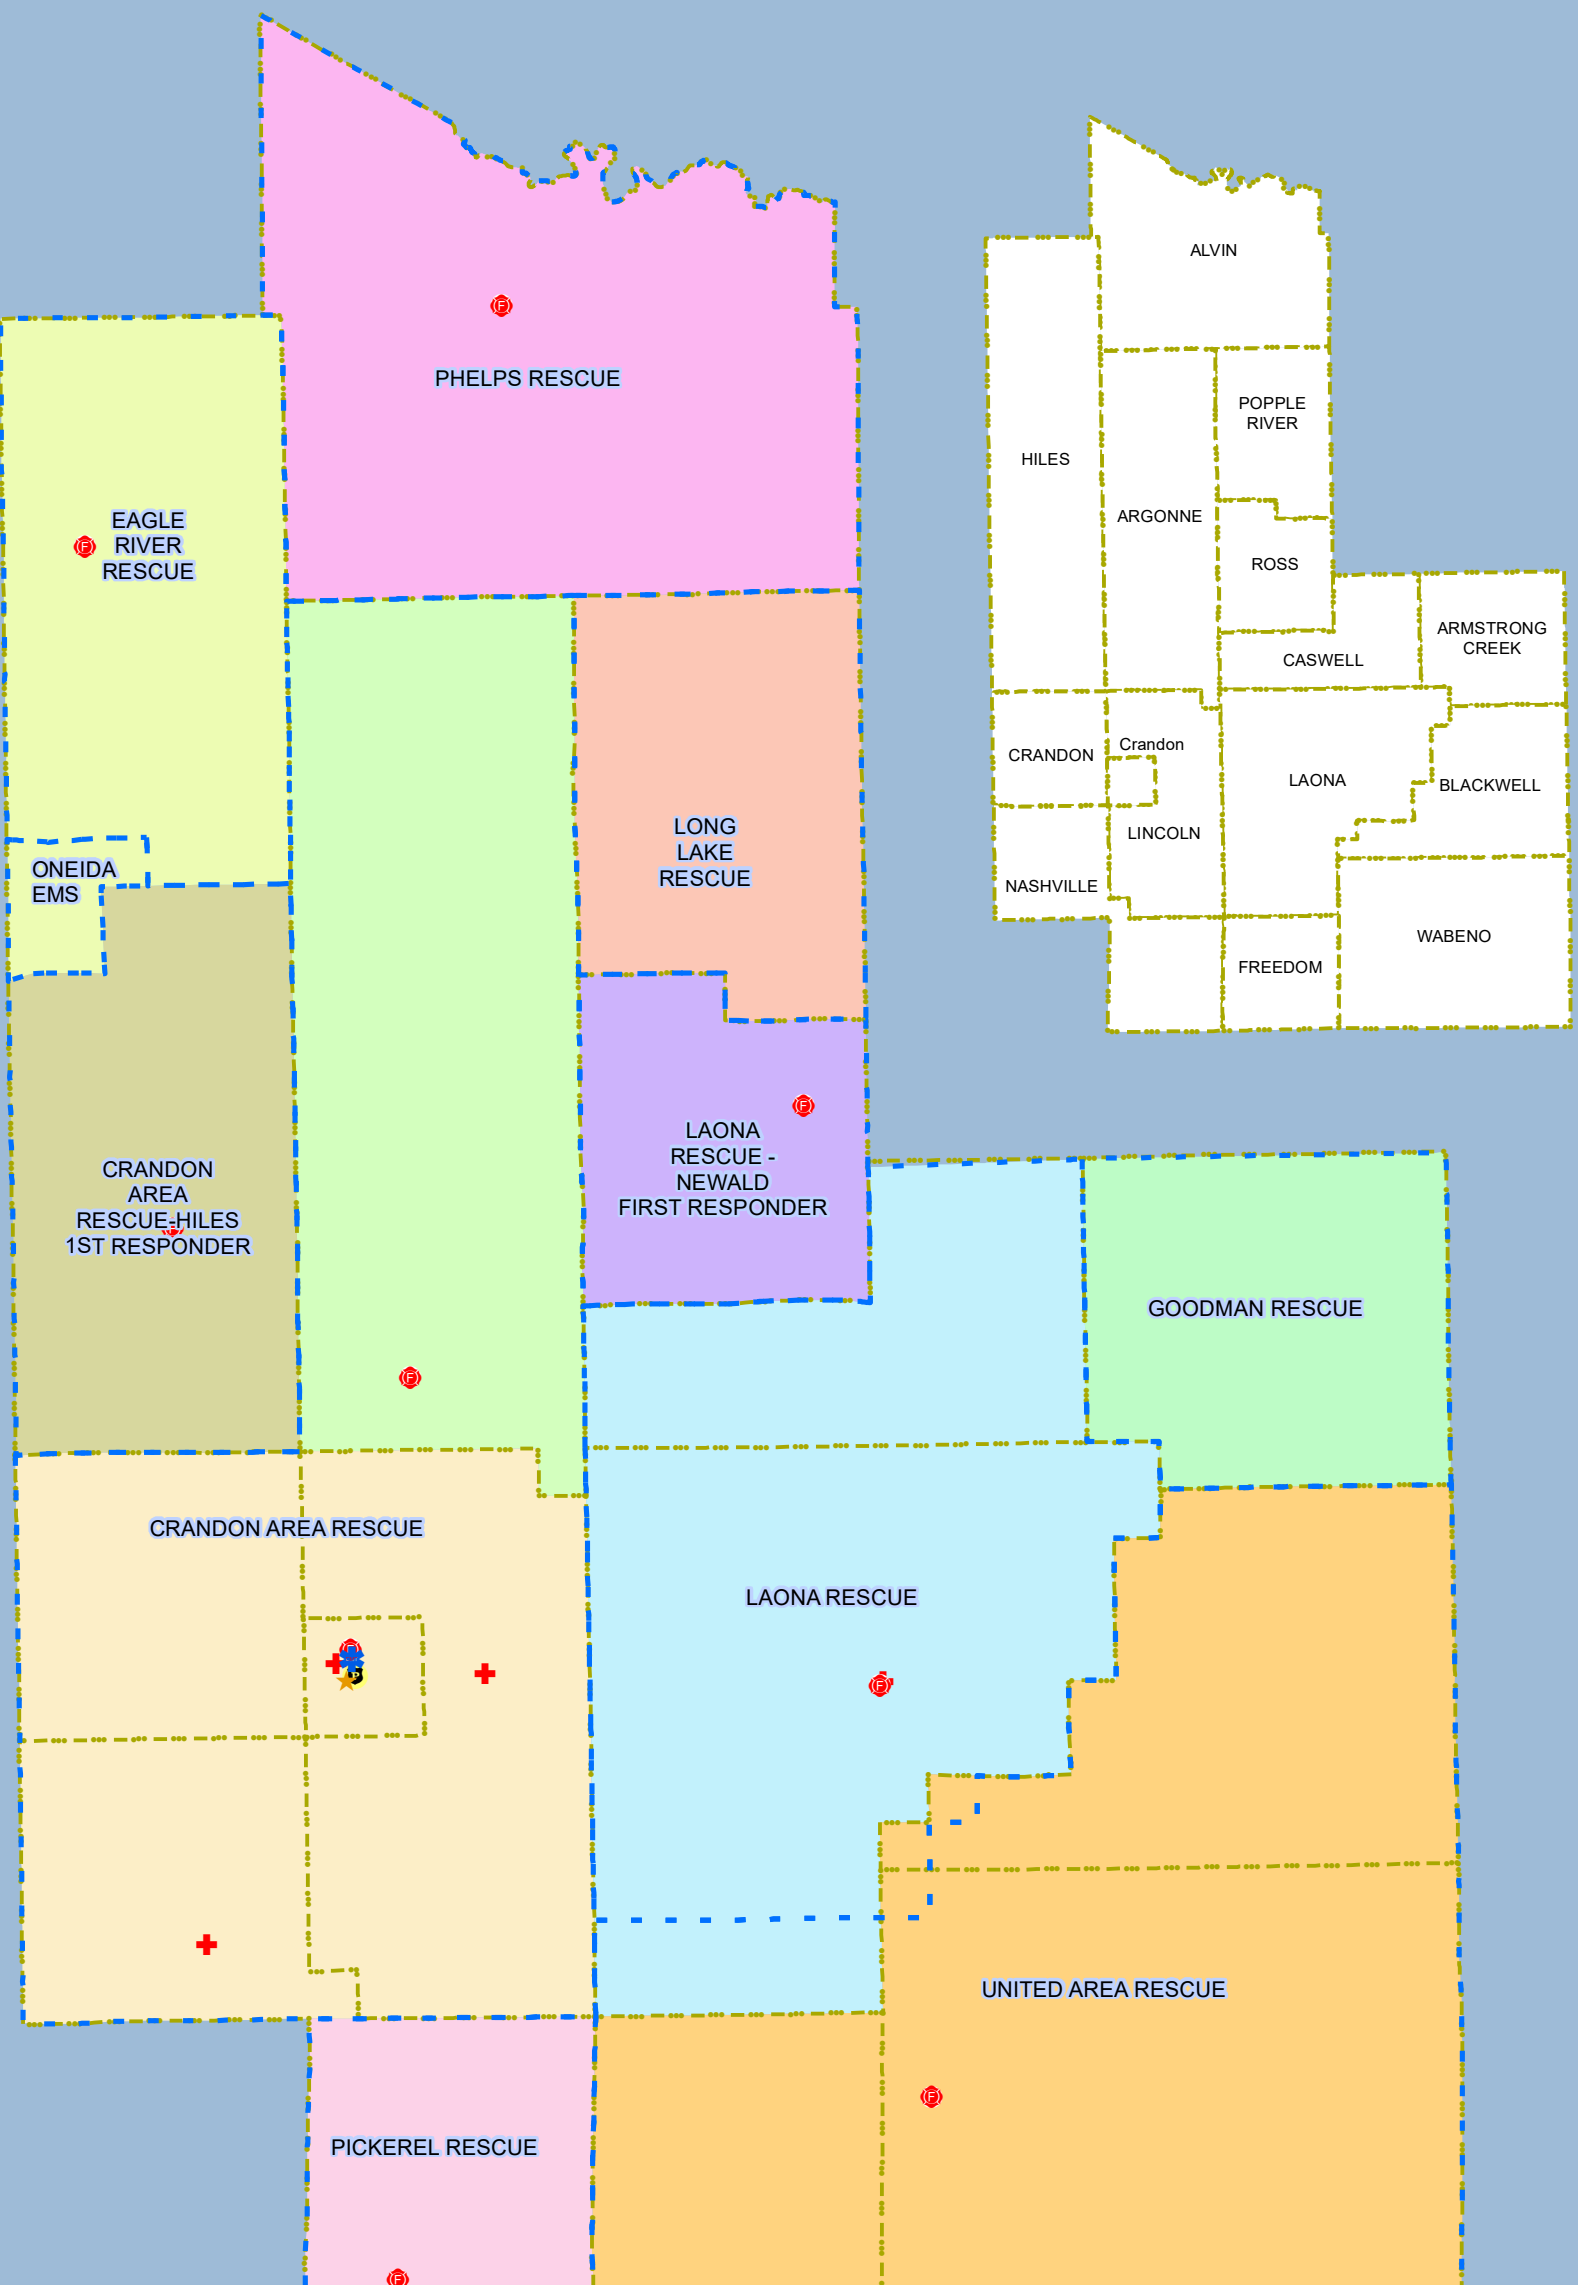 PHELPS RESCUE
EAGLE
RIVER
RESCUE
ONEIDA
EMS
LONG
LAKE
RESCUE
LAONA
RESCUE -
NEWALD
FIRST RESPONDER
CRANDON
AREA
RESCUE-HILES
1ST RESPONDER
GOODMAN RESCUE
CRANDON AREA RESCUE
LAONA RESCUE
UNITED AREA RESCUE
PICKEREL RESCUE
F
F
F
F
F
F
F
F
ALVIN
HILES
POPPLE
RIVER
ARGONNE
ROSS
ARMSTRONG
CREEK
CASWELL
CRANDON
Crandon
LAONA
BLACKWELL
LINCOLN
NASHVILLE
WABENO
FREEDOM